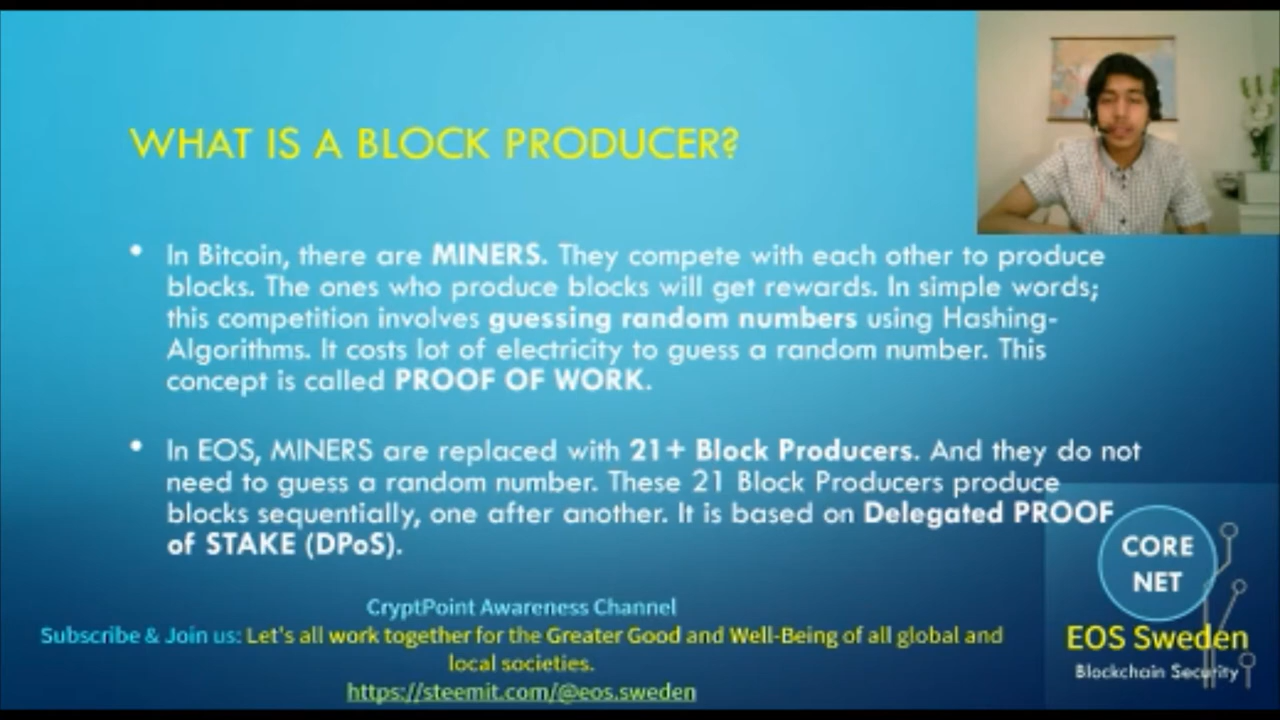 WHAT IS A BLOCK PRODUCER?
• In Bitcoin, there are MINERS. They compete with each other to produce
blocks. The ones who produce blocks will get rewards. In simple words;
this competition involves guessing random numbers using Hashing-
Algorithms. It costs lot of electricity to guess a random number. This
concept is called PROOF OF WORK.
• In EOS, MINERS are replaced with 21+ Block Producers. And they do not
need to guess a random number. These 21 Block Producers produce
blocks sequentially, one after another. It is based on Delegated PROOF
of STAKE (DPoS).
CORE
NET
EOS Sweden
Blockchain Security
CryptPoint Awareness Channel
Subscribe & Join us: Let's all work together for the Greater Good and Well-Being of all global and
local societies.
https://steemit.com/@eos.sweden